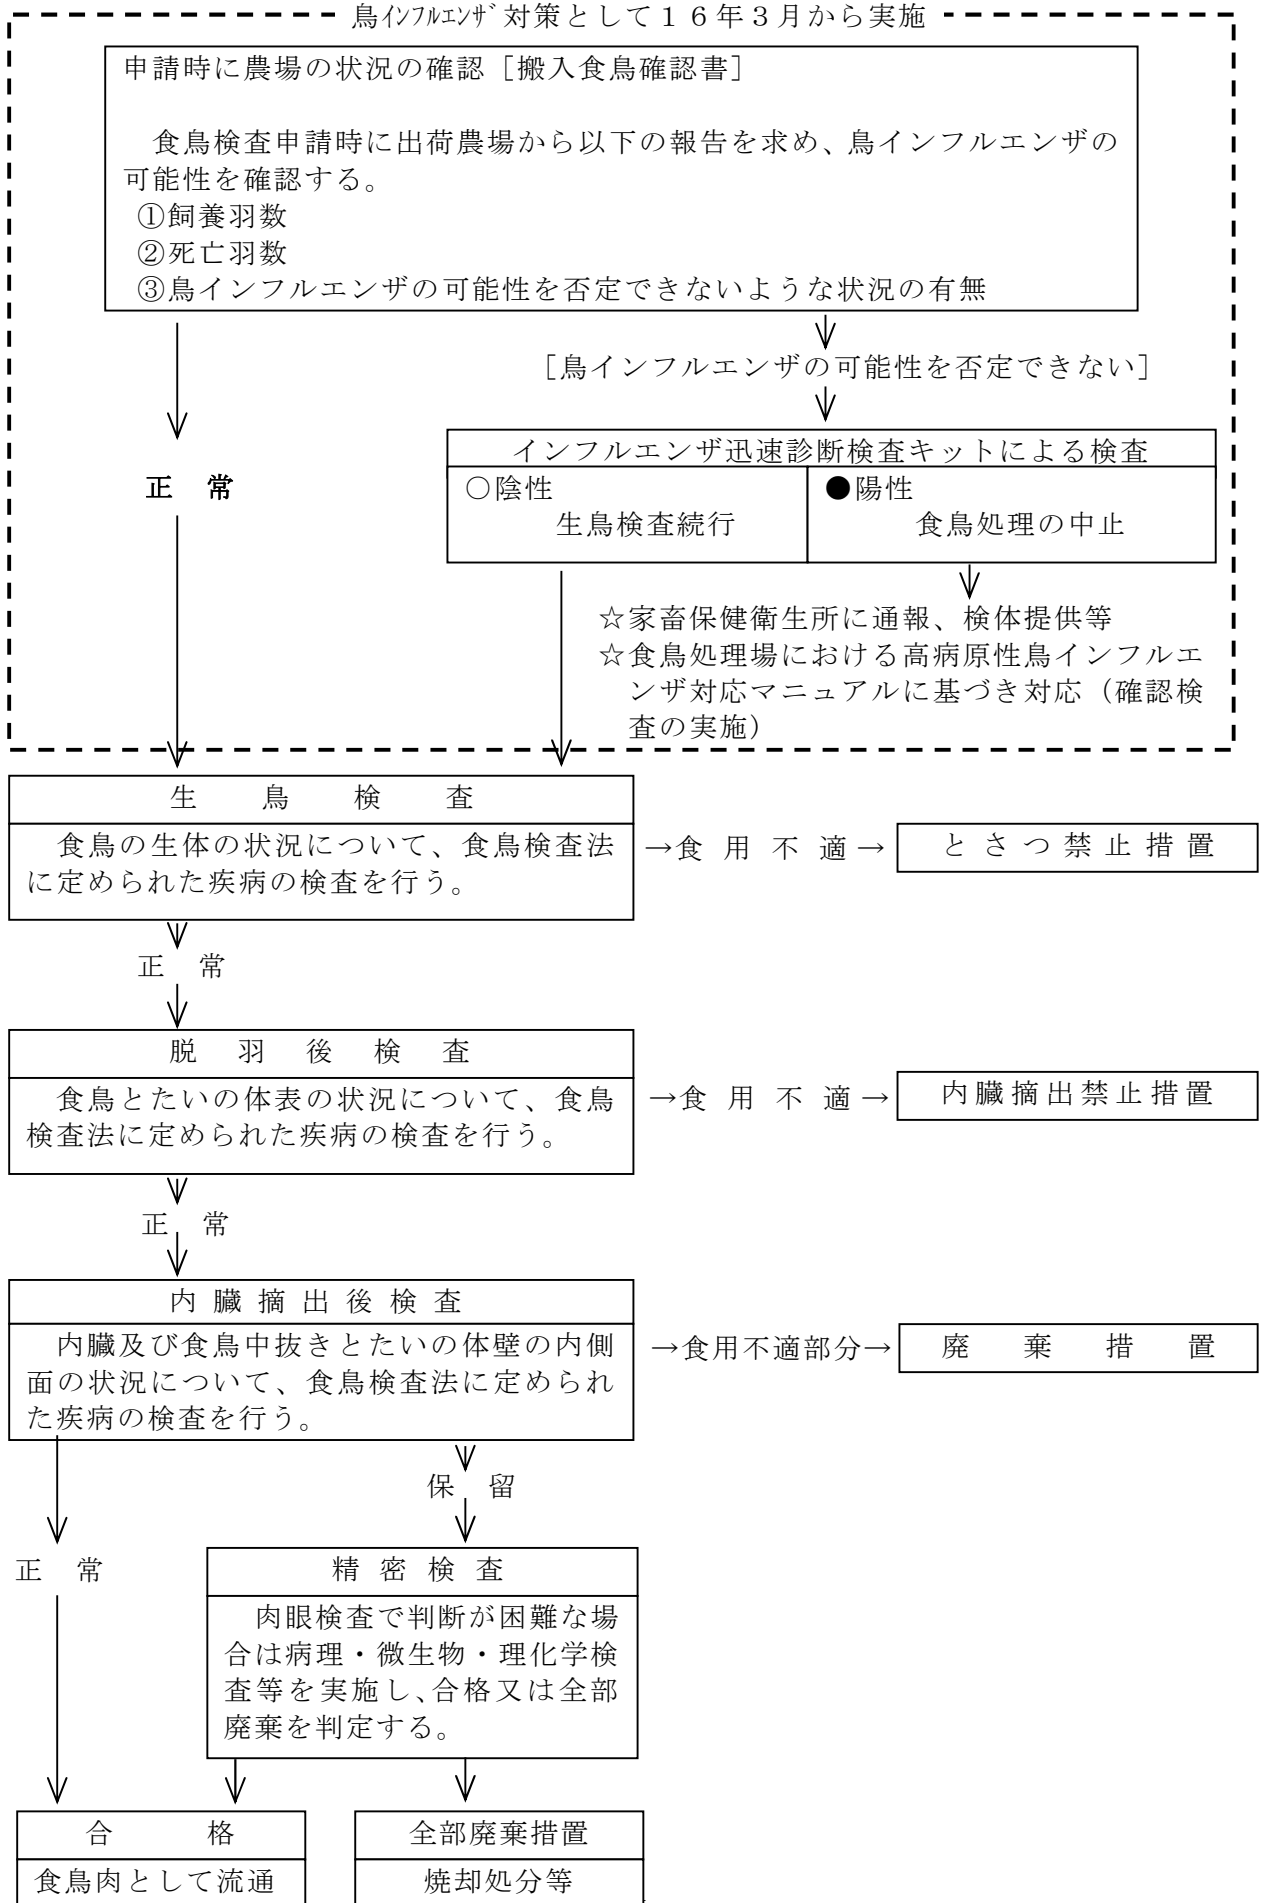 鳥ｲﾝﾌﾙｴﾝｻﾞ対策として１６年３月から実施
申請時に農場の状況の確認［搬入食鳥確認書］
食鳥検査申請時に出荷農場から以下の報告を求め、鳥インフルエンザの
可能性を確認する。
①飼養羽数
②死亡羽数
③鳥インフルエンザの可能性を否定できないような状況の有無
［鳥インフルエンザの可能性を否定できない］
正　常
インフルエンザ迅速診断検査キットによる検査
○陰性
生鳥検査続行
●陽性
食鳥処理の中止
☆家畜保健衛生所に通報、検体提供等
☆食鳥処理場における高病原性鳥インフルエ
ンザ対応マニュアルに基づき対応（確認検
査の実施）
生　鳥　検　査
食鳥の生体の状況について、食鳥検査法
に定められた疾病の検査を行う。
→食用不適→
とさつ禁止措置
正　常
脱羽後検査
食鳥とたいの体表の状況について、食鳥
検査法に定められた疾病の検査を行う。
→食用不適→
内臓摘出禁止措置
正　常
内臓摘出後検査
内臓及び食鳥中抜きとたいの体壁の内側
面の状況について、食鳥検査法に定められ
た疾病の検査を行う。
→食用不適部分→
廃　棄　措　置
保　留
正　常
精密検査
肉眼検査で判断が困難な場
合は病理・微生物・理化学検
査等を実施し、合格又は全部
廃棄を判定する。
合　格
食鳥肉として流通
全部廃棄措置
焼却処分等